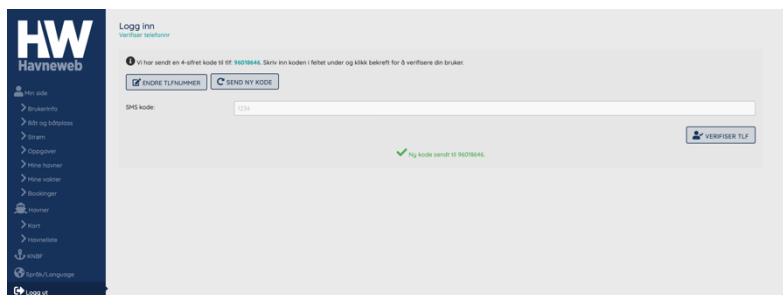 HW
Havneweb
Min side
Brukerinfo
Båt og båtplass
Strøm
Oppgaver
Mine havner
Mine vakter
Bookinger
Havner
Kart
Havneliste
KNBF
Språk/Language
Logg ut
Logg inn
Verifiser telefonnr
Vi har sendt en 4-sifret kode til tlf: 96018646. Skriv inn koden i feltet under og klikk bekreft for å verifisere din bruker.
ENDRE TLFNUMMER SEND NY KODE
SMS kode: 1234
VERIFISER TLF
Ny kode sendt til 96018646.